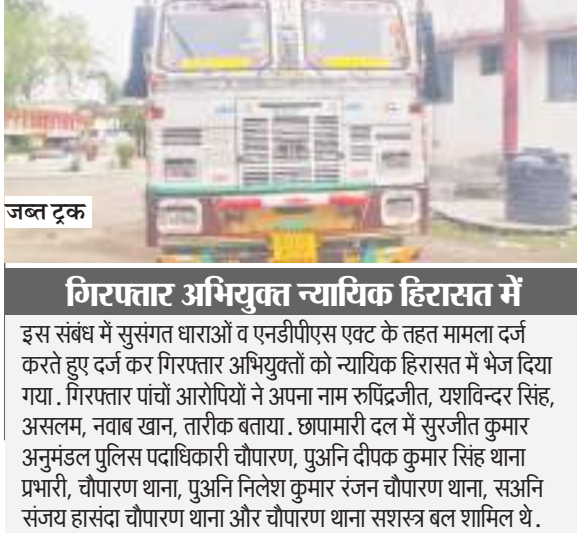 जब्त ट्रक
गिरफ्तार अभियुक्त न्यायिक हिरासत में
इस संबंध में सुसंगत धाराओं व एनडीपीएस एक्ट के तहत मामला दर्ज
करते हुए दर्ज कर गिरफ्तार अभियुक्तों को न्यायिक हिरासत में भेज दिया
गया. गिरफ्तार पांचों आरोपियों ने अपना नाम रुपिंद्रजीत, यशविन्दर सिंह,
असलम, नवाब खान, तारीक बताया. छापामारी दल में सुरजीत कुमार
अनुमंडल पुलिस पदाधिकारी चौपारण, पुअनि दीपक कुमार सिंह थाना
प्रभारी, चौपारण थाना, पुअनि निलेश कुमार रंजन चौपारण थाना, सअनि
संजय हासंदा चौपारण थाना और चौपारण थाना सशस्त्र बल शामिल थे.